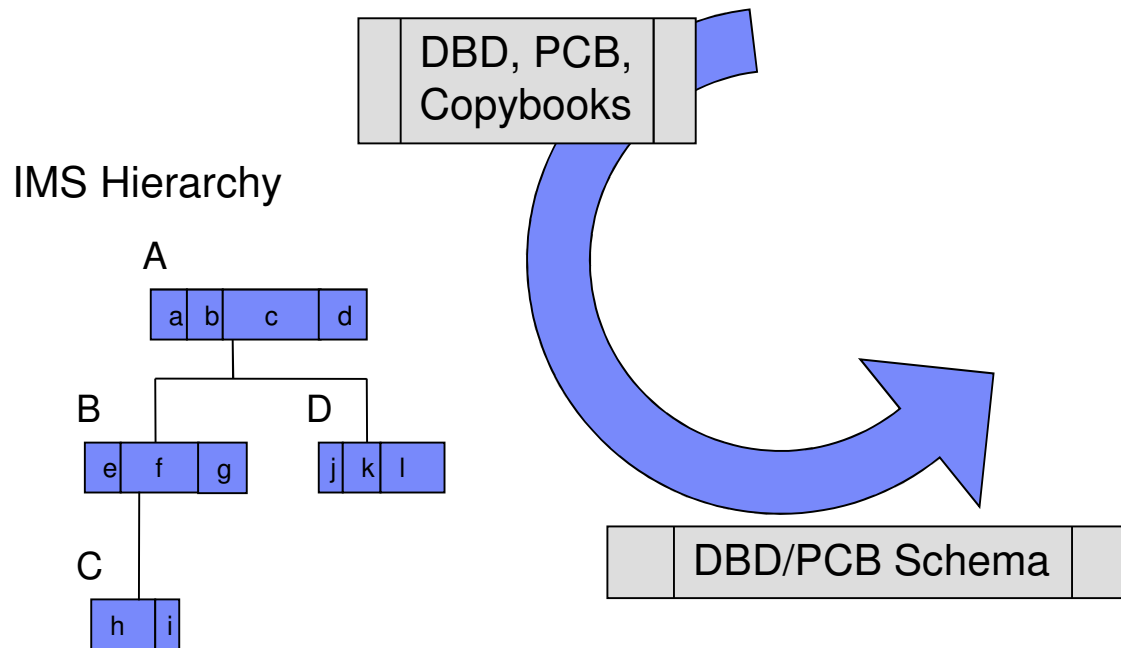 DBD, PCB,
Copybooks
IMS Hierarchy
A
a b c d
B D
e f g j k l
C
h i
DBD/PCB Schema